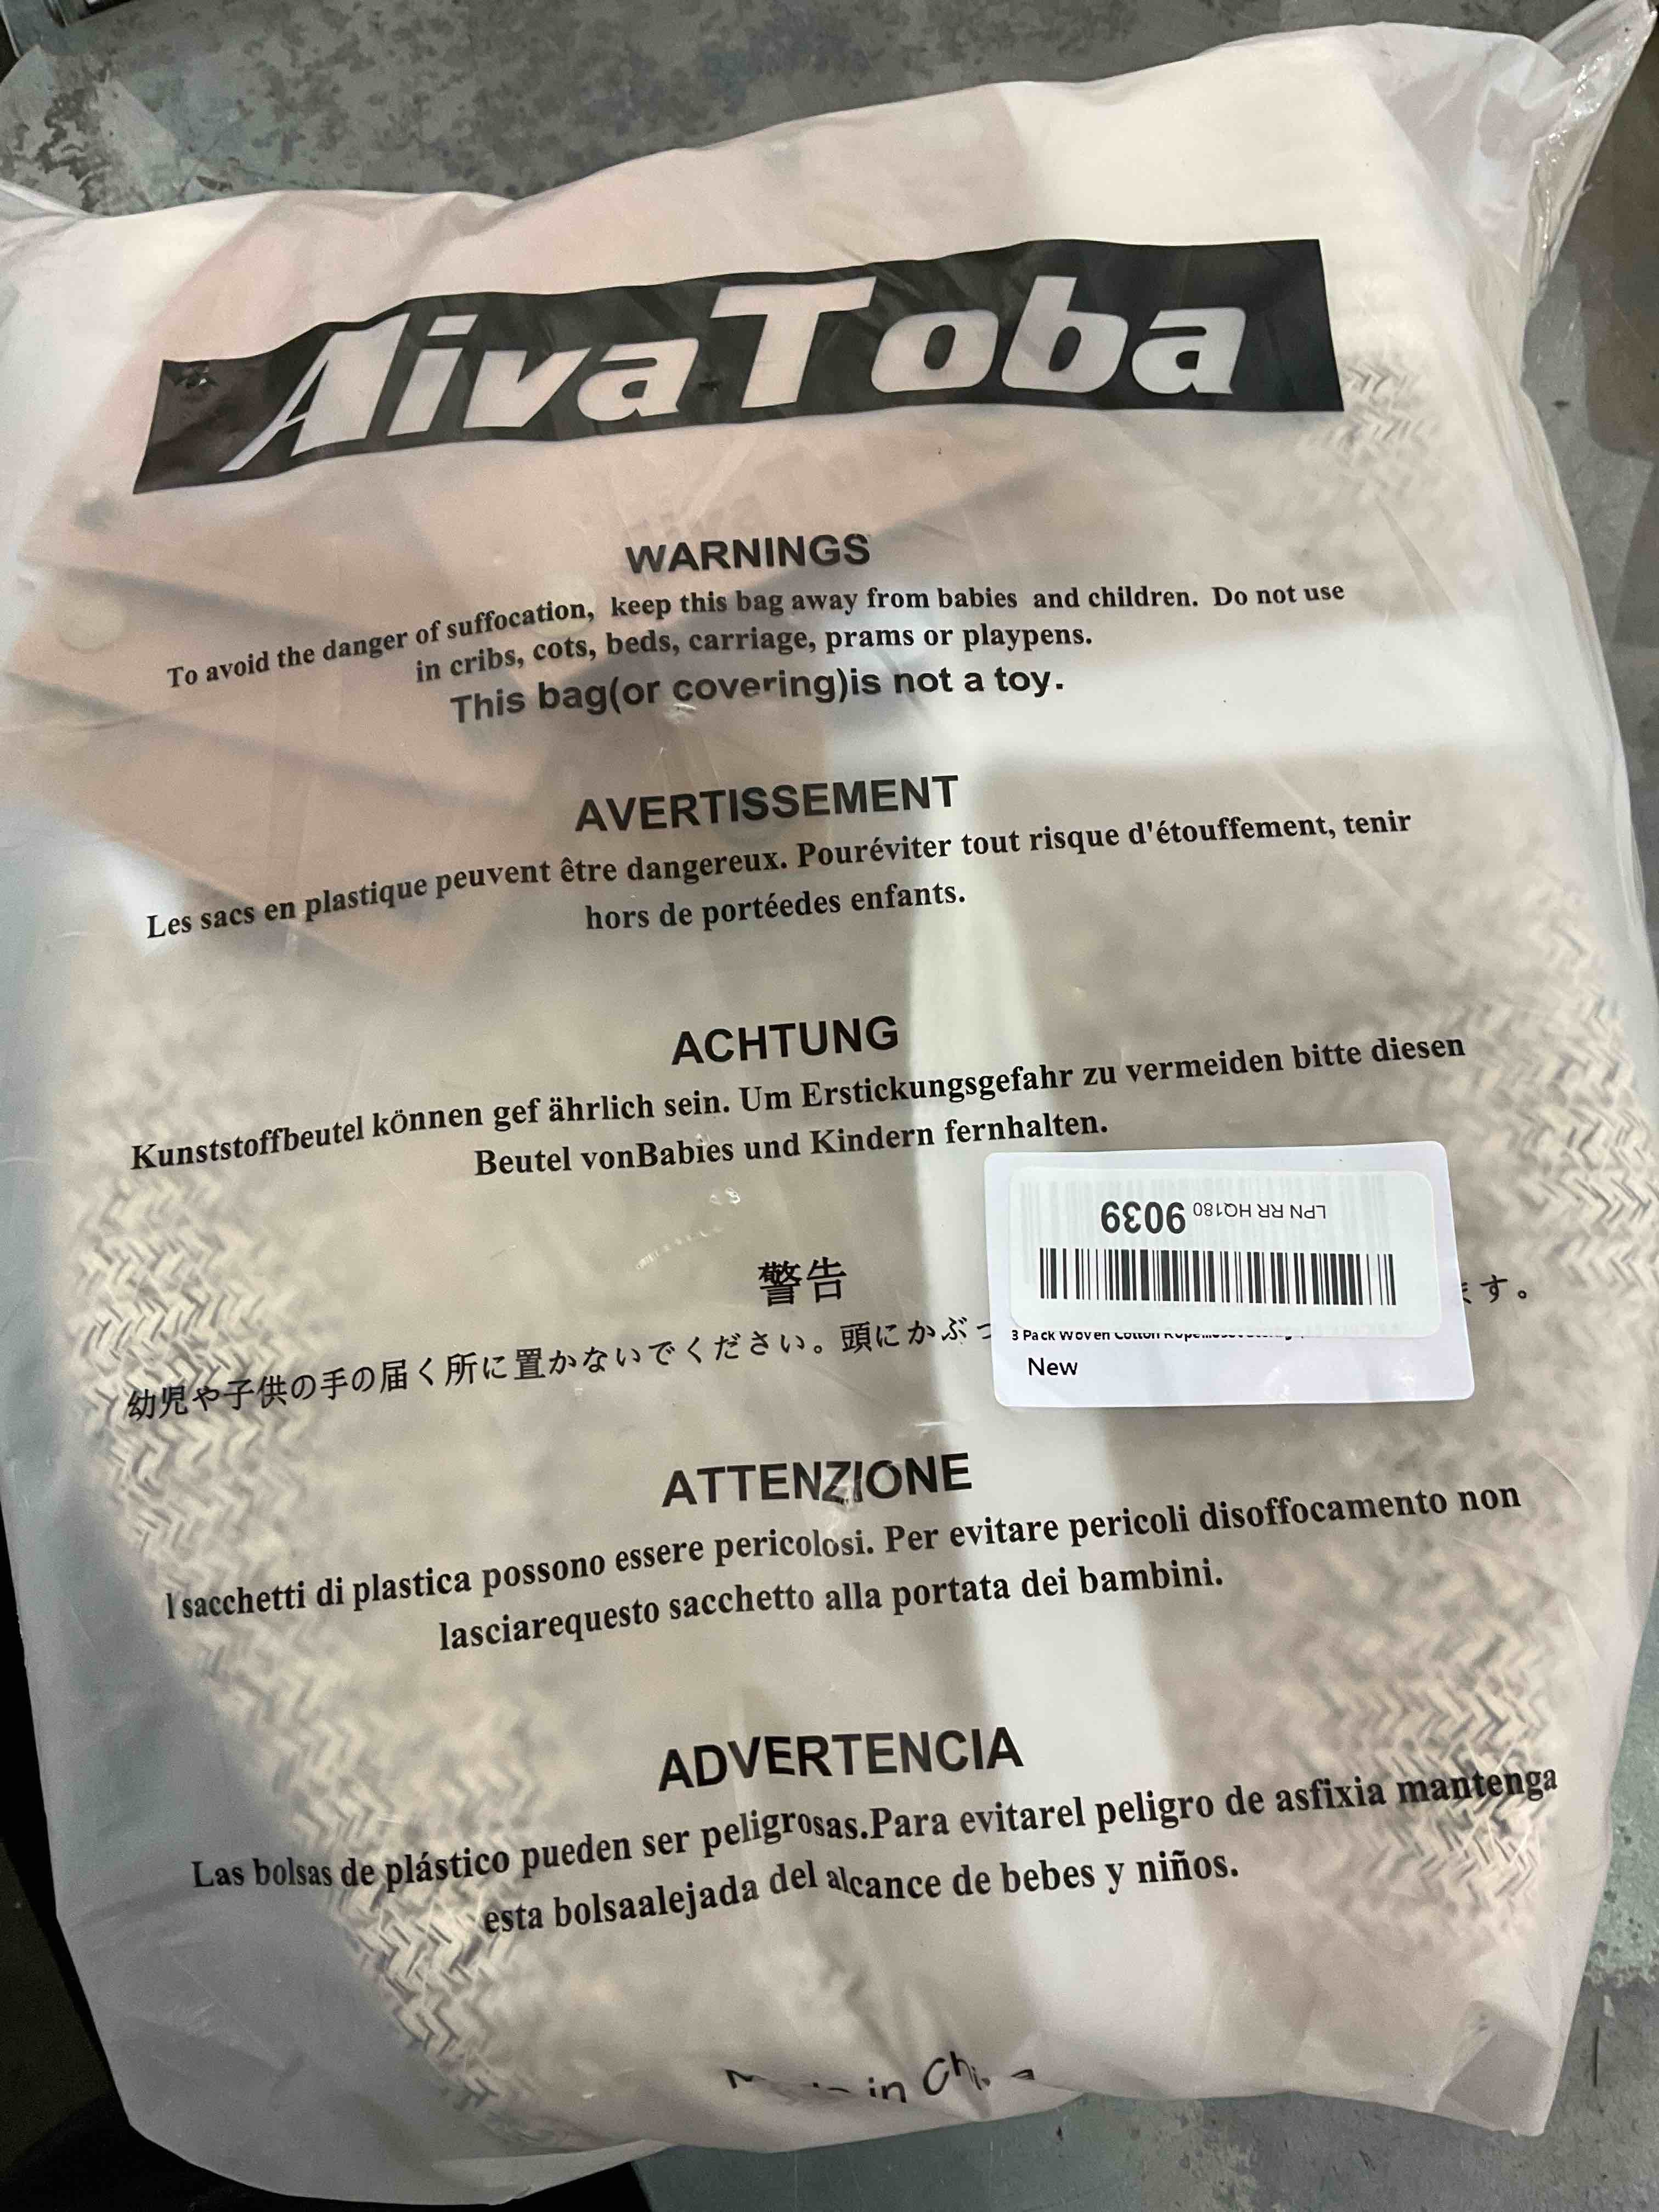 AivaToba
WARNINGS
To avoid the danger of suffocation, keep this bag away from babies and children. Do not use
in cribs, cots, beds, carriage, prams or playpens.
This bag(or covering)is not a toy.
AVERTISSEMENT
Les sacs en plastique peuvent être dangereux. Pouréviter tout risque d'étouffement, tenir
hors de portéedes enfants.
ACHTUNG
Kunststoffbeutel können gef ährlich sein. Um Erstickungsgefahr zu vermeiden bitte diesen
Beutel vonBabies und Kindern fernhalten.
LPN RR HQ180 9039
警告
幼児や子供の手の届く所に置かないでください。頭にかぶっ
ます。
3 Pack Woven Cotton
New
ATTENZIONE
I sacchetti di plastica possono essere pericolosi. Per evitare pericoli disoffocamento non
lasciarequesto sacchetto alla portata dei bambini.
ADVERTENCIA
Las bolsas de plástico pueden ser peligrosas.Para evitarel peligro de asfixia mantenga
esta bolsaalejada del alcance de bebes y niños.
in